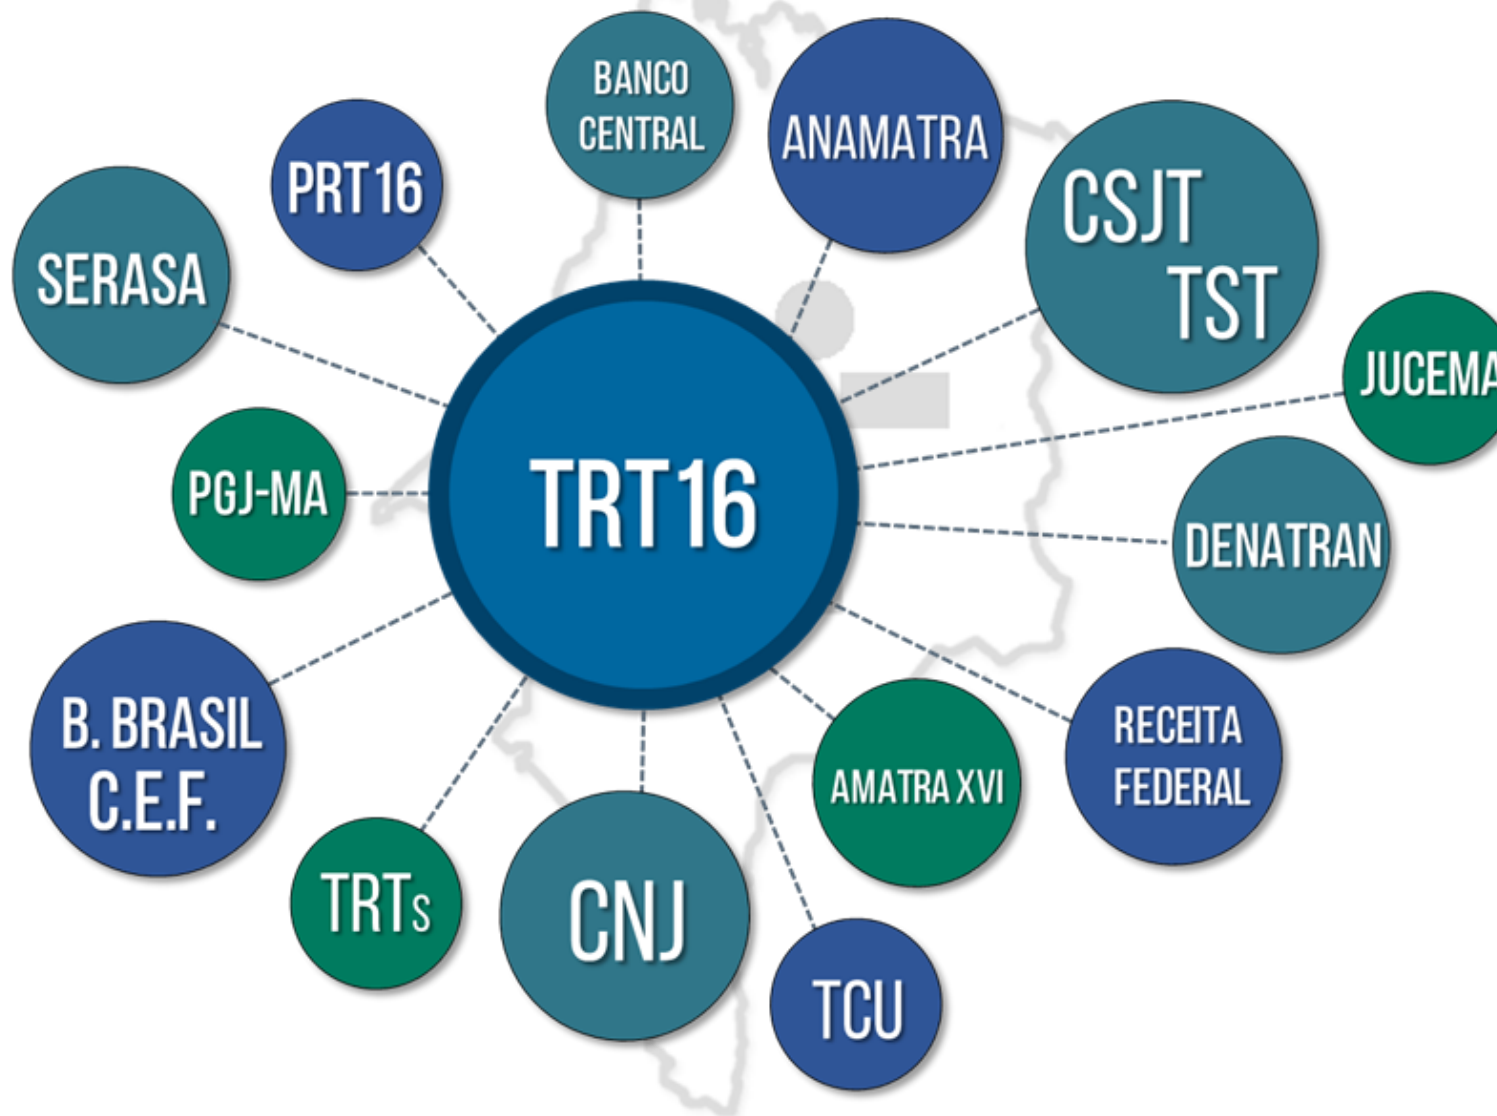 BANCO
CENTRAL
ANAMATRA
PRT16
CSJT
TST
SERASA
JUCEMA
PGJ-MA
TRT16
DENATRAN
B. BRASIL
C.E.F.
RECEITA
FEDERAL
AMATRA XVI
TRTs
CNJ
TCU